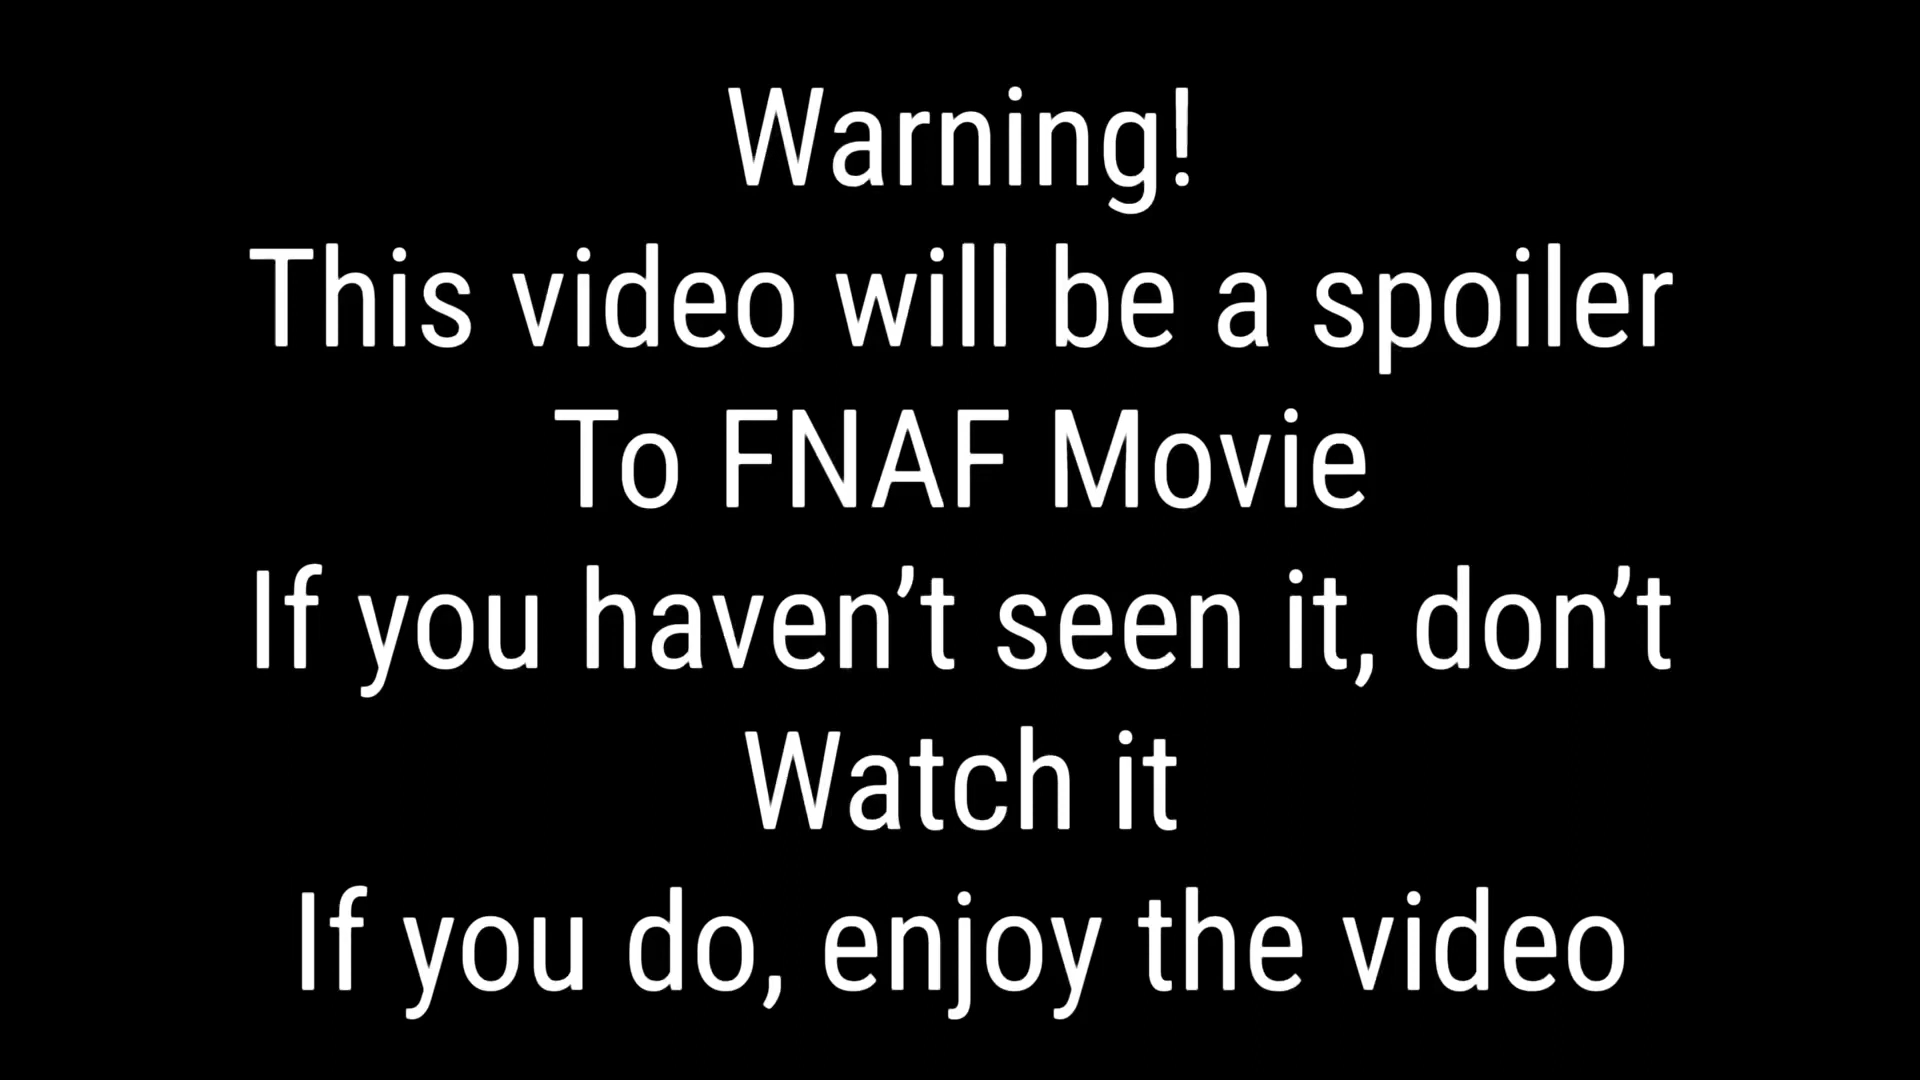 Warning!
This video will be a spoiler
To FNAF Movie
If you haven’t seen it, don’t
Watch it
If you do, enjoy the video